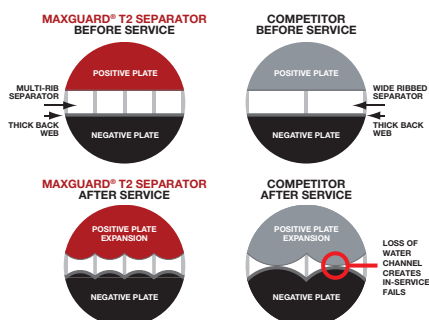 MAXGUARD® T2 SEPARATOR
BEFORE SERVICE
COMPETITOR
BEFORE SERVICE
POSITIVE PLATE
POSITIVE PLATE
MULTI-RIB
SEPARATOR
WIDE RIBBED
SEPARATOR
THICK BACK
WEB
THICK BACK
WEB
NEGATIVE PLATE
NEGATIVE PLATE
MAXGUARD® T2 SEPARATOR
AFTER SERVICE
COMPETITOR
AFTER SERVICE
POSITIVE PLATE
EXPANSION
POSITIVE PLATE
EXPANSION
LOSS OF
WATER
CHANNEL
CREATES
IN-SERVICE
FAILS
NEGATIVE PLATE
NEGATIVE PLATE